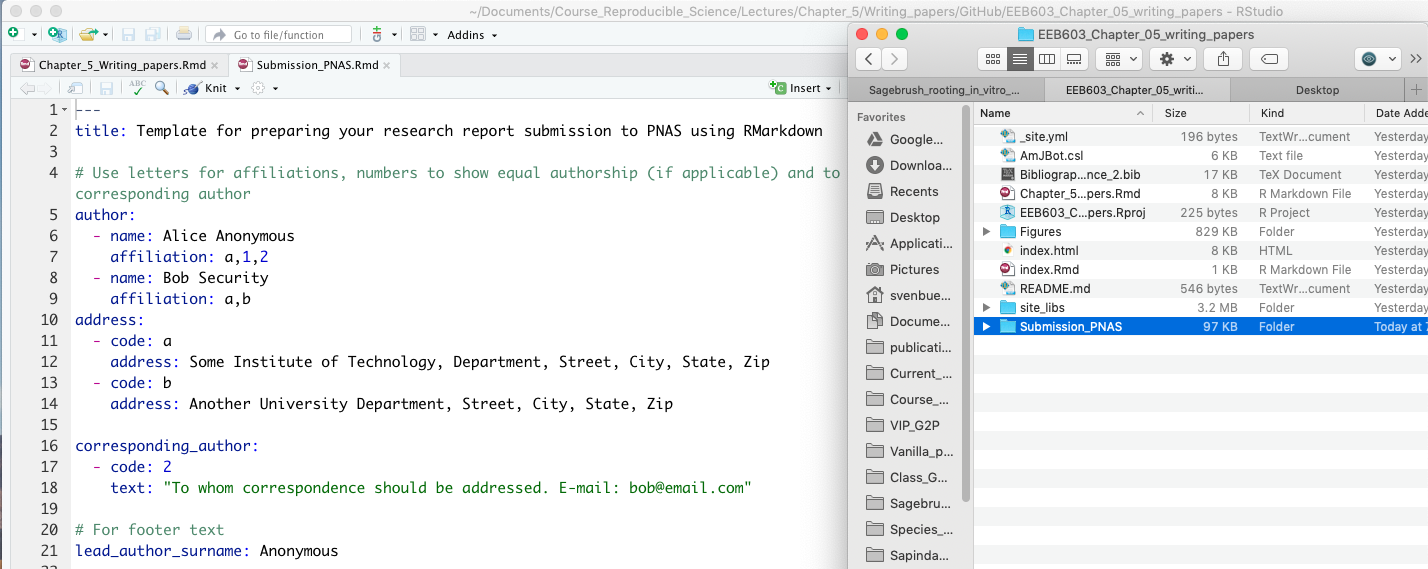 ~/Documents/Course_Reproducible_Science/Lectures/Chapter_5/Writing_papers/GitHub/EEB603_Chapter_05_writing_papers - RStudio
Go to file/function
Addins
Chapter_5_Writing_papers.Rmd
Submission_PNAS.Rmd
ABC
Knit
Insert
1 ---
2 title: Template for preparing your research report submission to PNAS using RMarkdown
3
4 # Use letters for affiliations, numbers to show equal authorship (if applicable) and to
corresponding author
5 author:
6 - name: Alice Anonymous
7 affiliation: a,1,2
8 - name: Bob Security
9 affiliation: a,b
10 address:
11 - code: a
12 address: Some Institute of Technology, Department, Street, City, State, Zip
13 - code: b
14 address: Another University Department, Street, City, State, Zip
15
16 corresponding_author:
17 - code: 2
18 text: "To whom correspondence should be addressed. E-mail: bob@email.com"
19
20 # For footer text
21 lead_author_surname: Anonymous
EEB603_Chapter_05_writing_papers
Sagebrush_rooting_in_vitro_...
EEB603_Chapter_05_writi...
Desktop
Favorites
Google...
Downloa...
Recents
Desktop
Applicati...
Pictures
svenbue...
Docume...
publicati...
Current_...
Course_...
VIP_G2P
Vanilla_p...
Class_G...
Sagebru...
Species_...
Sapinda...
Name Size Kind Date Adde
_site.yml 196 bytes TextWr...cument Yesterday
AmJBot.csl 6 KB Text file Yesterday
Bibliograp...nce_2.bib 17 KB TeX Document Yesterday
Chapter_5...pers.Rmd 8 KB R Markdown File Yesterday
EEB603_C...pers.Rproj 225 bytes R Project Yesterday
Figures 829 KB Folder Yesterday
index.html 8 KB HTML Yesterday
index.Rmd 1 KB R Markdown File Yesterday
README.md 546 bytes TextWr...cument Yesterday
site_libs 3.2 MB Folder Yesterday
Submission_PNAS 97 KB Folder Today at 7